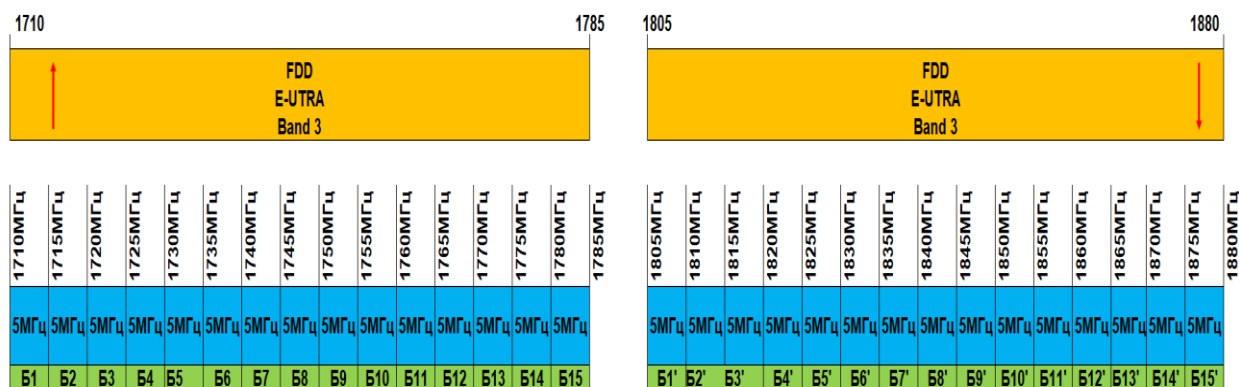 1710 1785 1805 1880
FDD FDD
E-UTRA E-UTRA
Band 3 Band 3
1710МГц 1715МГц 1720МГц 1725МГц 1730МГц 1735МГц 1740МГц 1745МГц 1750МГц 1755МГц 1760МГц 1765МГц 1770МГц 1775МГц 1780МГц 1785МГц 1805МГц 1810МГц 1815МГц 1820МГц 1825МГц 1830МГц 1835МГц 1840МГц 1845МГц 1850МГц 1855МГц 1860МГц 1865МГц 1870МГц 1875МГц 1880МГц
5МГц 5МГц 5МГц 5МГц 5МГц 5МГц 5МГц 5МГц 5МГц 5МГц 5МГц 5МГц 5МГц 5МГц 5МГц 5МГц 5МГц 5МГц 5МГц 5МГц 5МГц 5МГц 5МГц 5МГц 5МГц 5МГц 5МГц 5МГц 5МГц 5МГц
Б1 Б2 Б3 Б4 Б5 Б6 Б7 Б8 Б9 Б10 Б11 Б12 Б13 Б14 Б15 Б1' Б2' Б3' Б4' Б5' Б6' Б7' Б8' Б9' Б10' Б11' Б12' Б13' Б14' Б15'